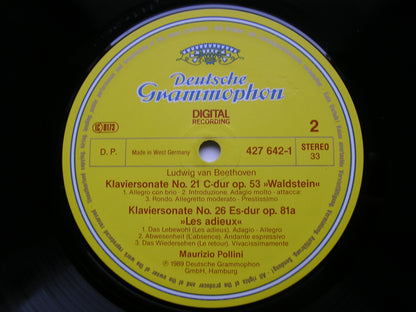 Deutsche
Grammophon
DIGITAL
RECORDING
LC 0173
2
D. P.
Made in West Germany
427 642-1
STEREO
33
Ludwig van Beethoven
Klaviersonate No. 21 C-dur op. 53 »Waldstein«
1. Allegro con brio - 2. Introduzione. Adagio molto - attacca:
3. Rondo. Allegretto moderato - Prestissimo
Klaviersonate No. 26 Es-dur op. 81a
»Les adieux«
1. Das Lebewohl (Les adieux). Adagio - Allegro
2. Abwesenheit (L'absence). Andante espressivo
3. Das Wiedersehen (Le retour). Vivacissimamente
Maurizio Pollini
℗ 1989 Deutsche Grammophon
GmbH, Hamburg